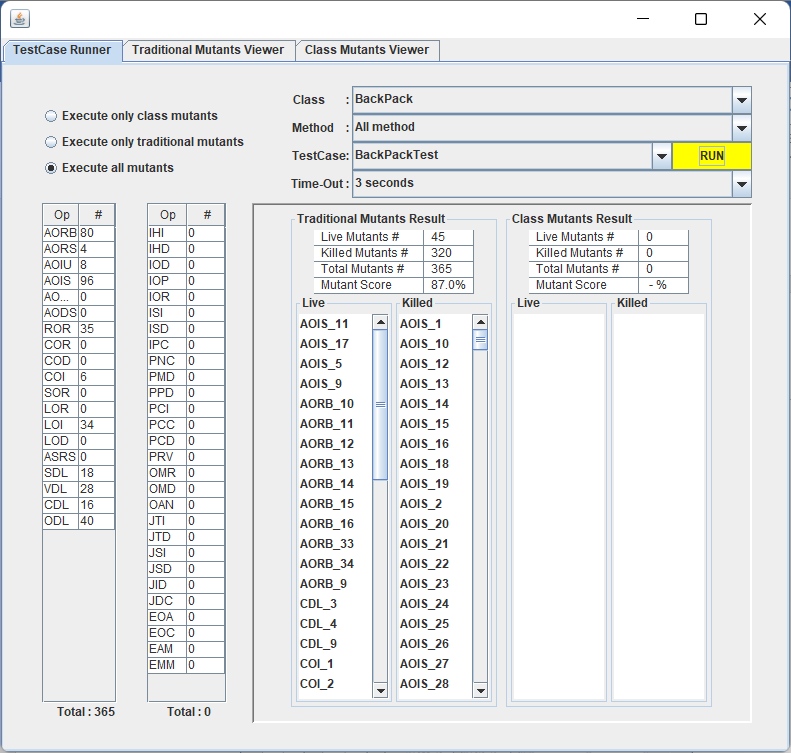 TestCase Runner Traditional Mutants Viewer Class Mutants Viewer
Execute only class mutants
Execute only traditional mutants
Execute all mutants
Class : BackPack
Method : All method
TestCase: BackPackTest RUN
Time-Out : 3 seconds
Op #
AORB 80
AORS 4
AOIU 8
AOIS 96
AO... 0
AODS 0
ROR 35
COR 0
COD 0
COI 6
SOR 0
LOR 0
LOI 34
LOD 0
ASRS 0
SDL 18
VDL 28
CDL 16
ODL 40
Total : 365
Op #
IHI 0
IHD 0
IOD 0
IOP 0
IOR 0
ISI 0
ISD 0
IPC 0
PNC 0
PMD 0
PPD 0
PCI 0
PCC 0
PCD 0
PRV 0
OMR 0
OMD 0
OAN 0
JTI 0
JTD 0
JSI 0
JSD 0
JID 0
JDC 0
EOA 0
EOC 0
EAM 0
EMM 0
Total : 0
Traditional Mutants Result
Live Mutants # 45
Killed Mutants # 320
Total Mutants # 365
Mutant Score 87.0%
Live
AOIS_11
AOIS_17
AOIS_5
AOIS_9
AORB_10
AORB_11
AORB_12
AORB_13
AORB_14
AORB_15
AORB_16
AORB_33
AORB_34
AORB_9
CDL_3
CDL_4
CDL_9
COI_1
COI_2
Killed
AOIS_1
AOIS_10
AOIS_12
AOIS_13
AOIS_14
AOIS_15
AOIS_16
AOIS_18
AOIS_19
AOIS_2
AOIS_20
AOIS_21
AOIS_22
AOIS_23
AOIS_24
AOIS_25
AOIS_26
AOIS_27
AOIS_28
Class Mutants Result
Live Mutants # 0
Killed Mutants # 0
Total Mutants # 0
Mutant Score - %
Live
Killed